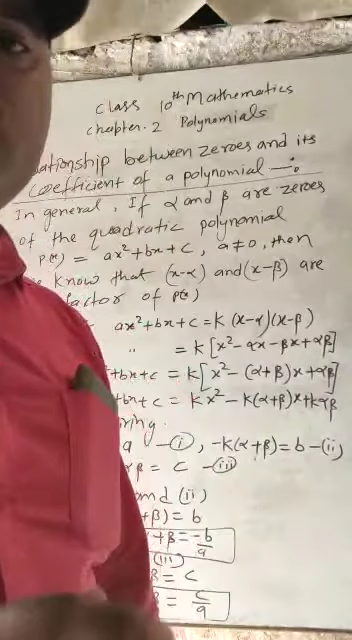 Class 10th Mathematics
Chapter. 2 Polynomials
ationship between zeroes and its
coefficient of a polynomial —:
In general, If α and β are zeroes
of the quadratic polynomial
P(x) = ax²+bx+c, a≠0, then
know that (x-α) and (x-β) are
factor of P(x)
ax²+bx+c = K (x-α)(x-β)
" = K [x²- αx - βx + αβ]
+bx+c = K[x²- (α+β)x + αβ]
+bx+c = Kx² - K(α+β)x + Kαβ
ring
a —(i), -K(α+β) = b —(ii)
β = c —(iii)
and (ii)
+β) = b
+β = -b/a
(iii)
β = c
β = c/a